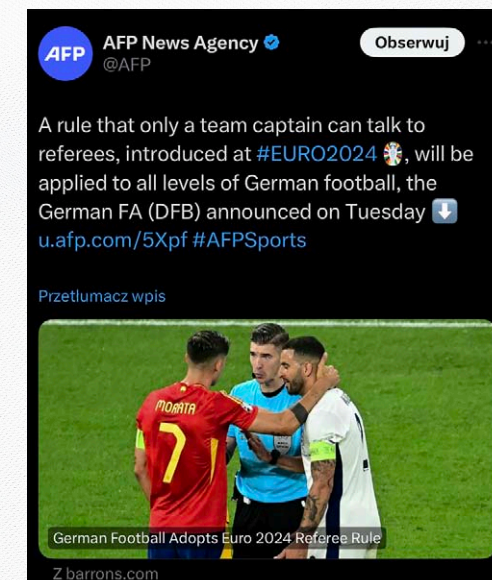 AFP
AFP News Agency
@AFP
Obserwuj
A rule that only a team captain can talk to
referees, introduced at #EURO2024, will be
applied to all levels of German football, the
German FA (DFB) announced on Tuesday
u.afp.com/5Xpf #AFPSports
Przetłumacz wpis
MORATA
7
German Football Adopts Euro 2024 Referee Rule
Z barrons.com